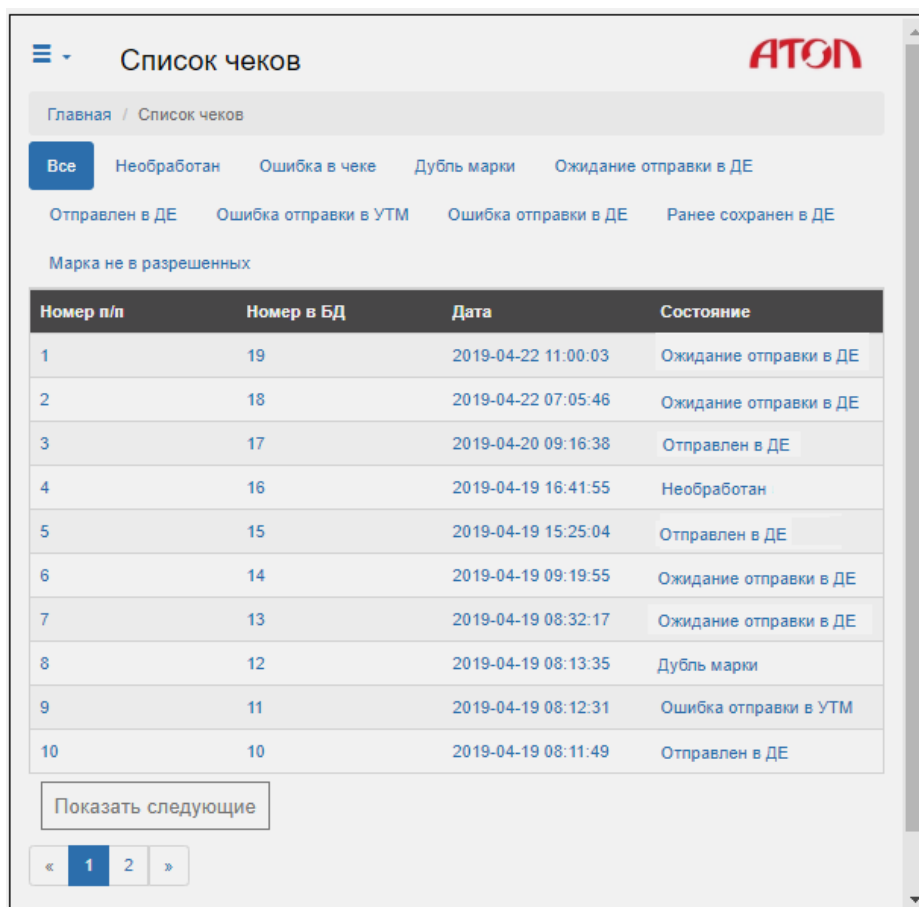 Список чеков
АТОЛ
Главная / Список чеков
Все Необработан Ошибка в чеке Дубль марки Ожидание отправки в ДЕ
Отправлен в ДЕ Ошибка отправки в УТМ Ошибка отправки в ДЕ Ранее сохранен в ДЕ
Марка не в разрешенных
Номер п/п Номер в БД Дата Состояние
1 19 2019-04-22 11:00:03 Ожидание отправки в ДЕ
2 18 2019-04-22 07:05:46 Ожидание отправки в ДЕ
3 17 2019-04-20 09:16:38 Отправлен в ДЕ
4 16 2019-04-19 16:41:55 Необработан
5 15 2019-04-19 15:25:04 Отправлен в ДЕ
6 14 2019-04-19 09:19:55 Ожидание отправки в ДЕ
7 13 2019-04-19 08:32:17 Ожидание отправки в ДЕ
8 12 2019-04-19 08:13:35 Дубль марки
9 11 2019-04-19 08:12:31 Ошибка отправки в УТМ
10 10 2019-04-19 08:11:49 Отправлен в ДЕ
Показать следующие
« 1 2 »